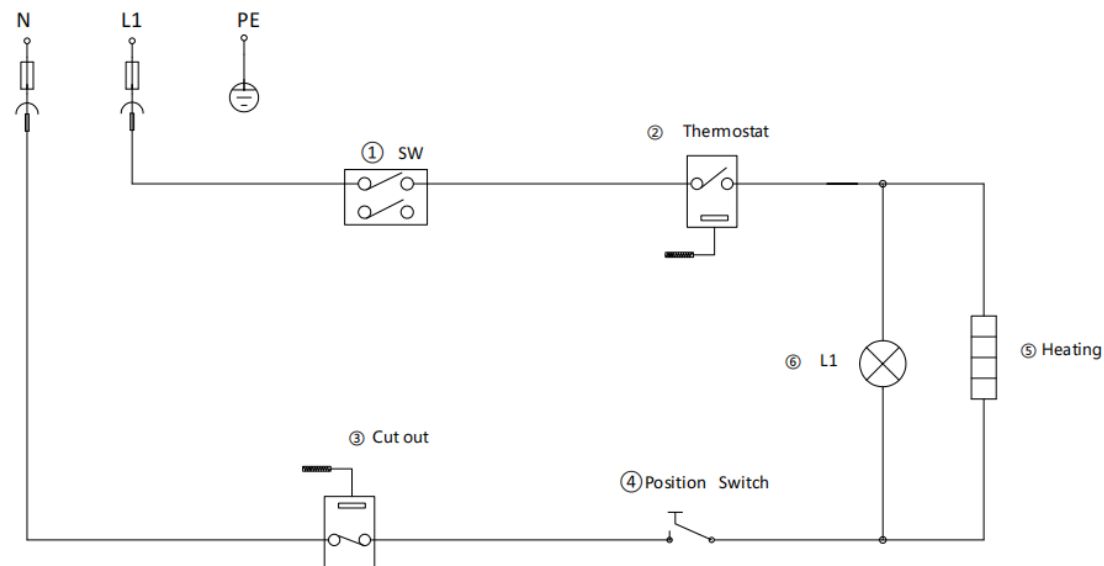 N L1 PE
① SW
② Thermostat
⑥ L1
⑤ Heating
③ Cut out
④ Position Switch